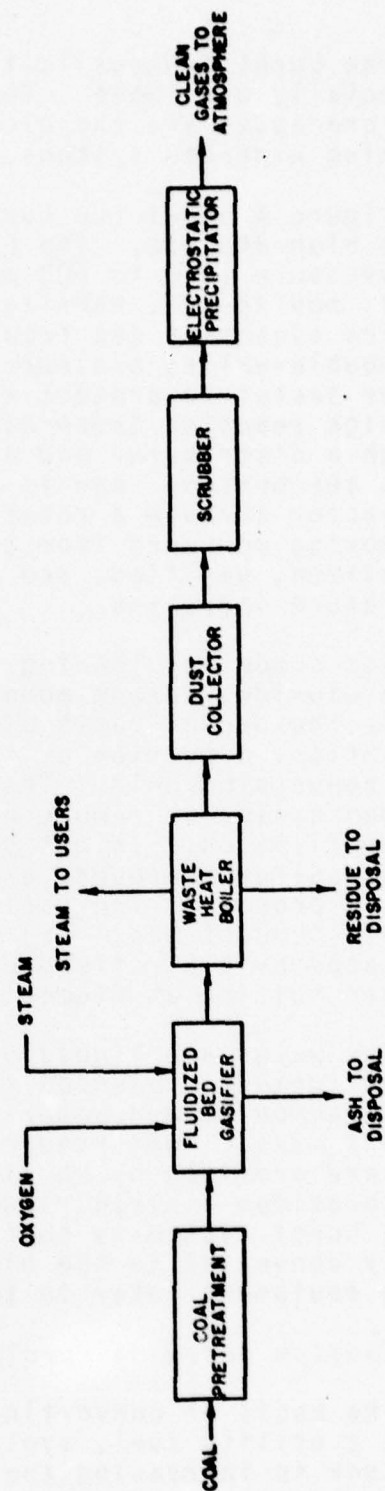 COAL
COAL
PRETREATMENT
OXYGEN
STEAM
FLUIDIZED
BED
GASIFIER
ASH TO
DISPOSAL
STEAM TO USERS
WASTE
HEAT
BOILER
RESIDUE TO
DISPOSAL
DUST
COLLECTOR
SCRUBBER
ELECTROSTATIC
PRECIPITATOR
CLEAN
GASES TO
ATMOSPHERE